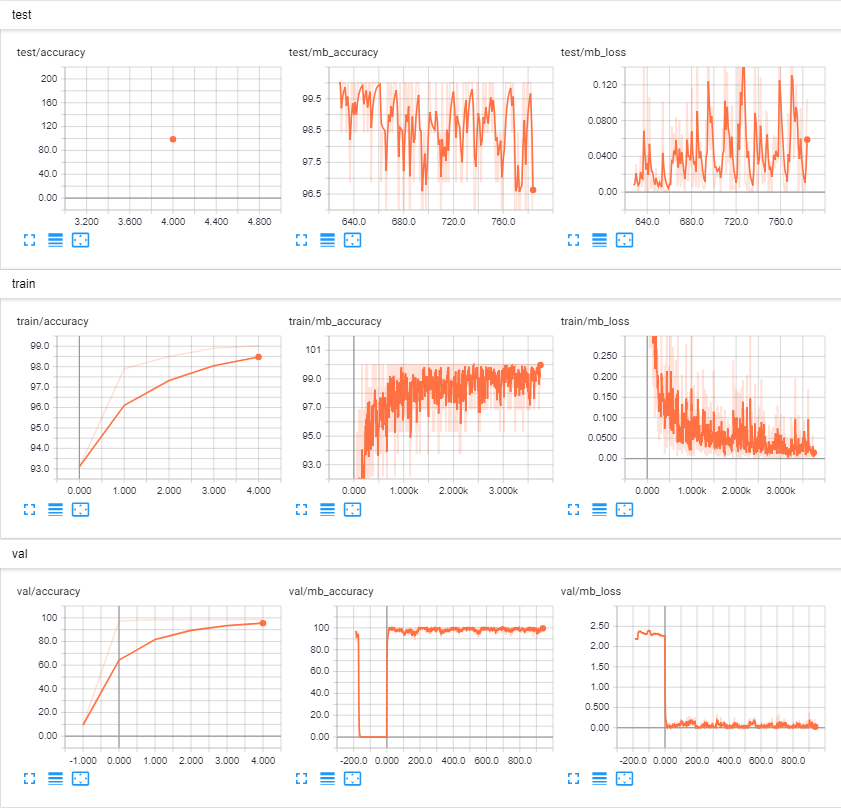 test
test/accuracy
200
160
120
80.0
40.0
0.00
3.200 3.600 4.000 4.400 4.800
test/mb_accuracy
99.5
98.5
97.5
96.5
640.0 680.0 720.0 760.0
test/mb_loss
0.120
0.0800
0.0400
0.00
640.0 680.0 720.0 760.0
train
train/accuracy
99.0
98.0
97.0
96.0
95.0
94.0
93.0
0.000 1.000 2.000 3.000 4.000
train/mb_accuracy
101
99.0
97.0
95.0
93.0
0.000 1.000k 2.000k 3.000k
train/mb_loss
0.250
0.200
0.150
0.100
0.0500
0.00
0.000 1.000k 2.000k 3.000k
val
val/accuracy
100
80.0
60.0
40.0
20.0
0.00
-1.000 0.000 1.000 2.000 3.000 4.000
val/mb_accuracy
100
80.0
60.0
40.0
20.0
0.00
-200.0 0.000 200.0 400.0 600.0 800.0
val/mb_loss
2.50
2.00
1.50
1.00
0.500
0.00
-200.0 0.000 200.0 400.0 600.0 800.0